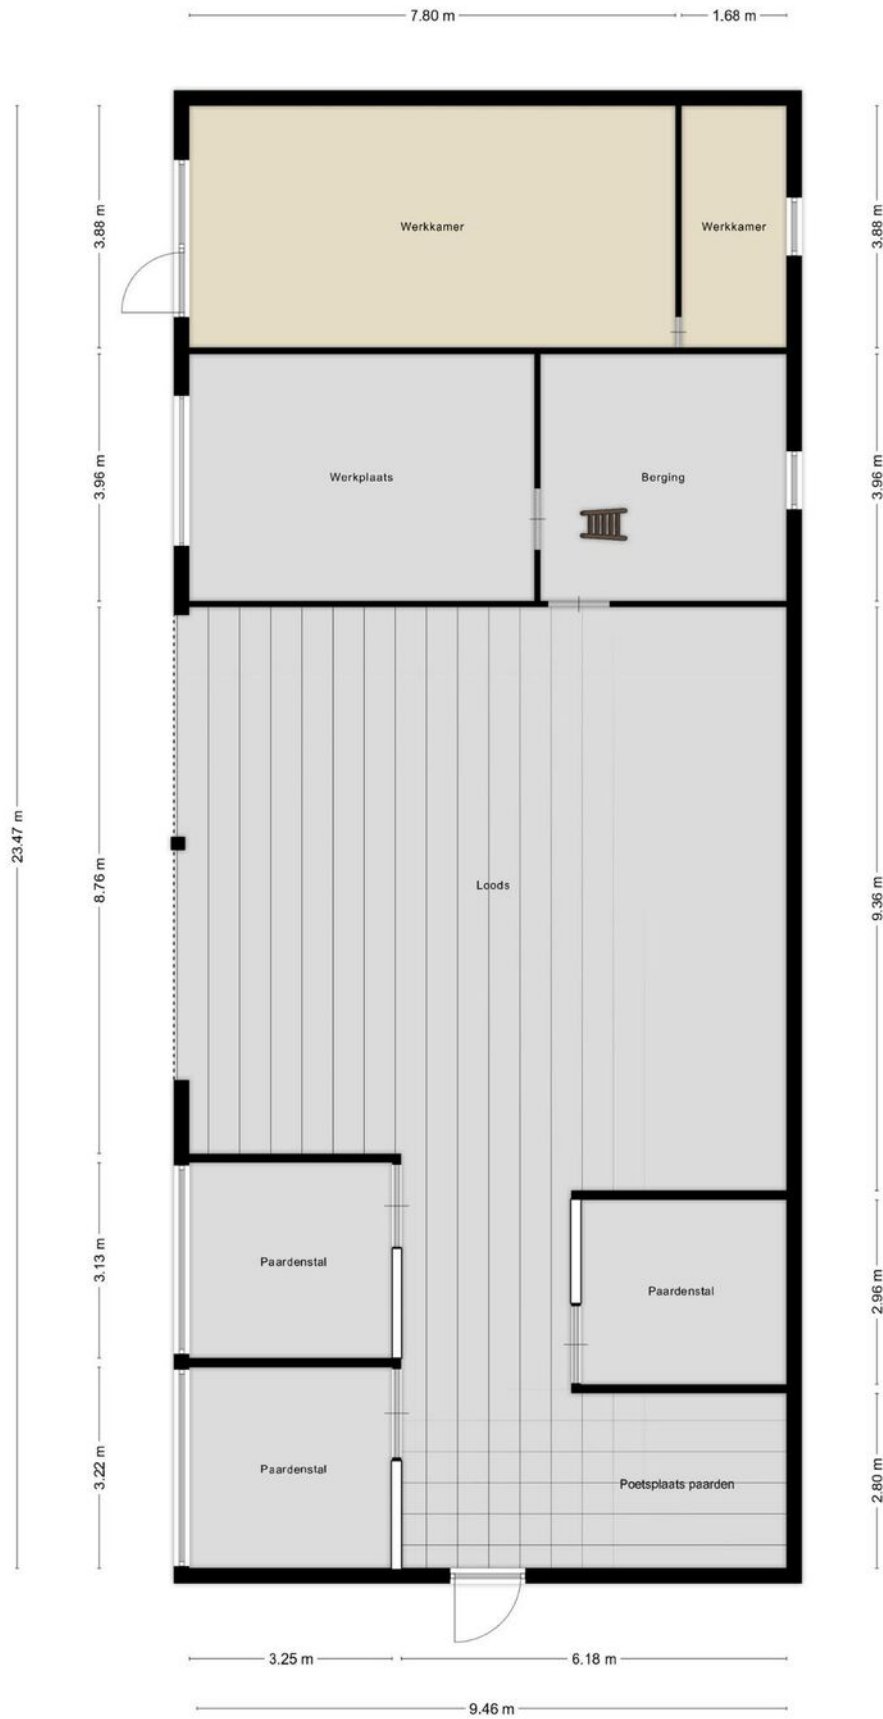 7.80 m
1.68 m
3.88 m
3.88 m
Werkkamer
Werkkamer
3.96 m
3.96 m
Werkplaats
Berging
23.47 m
8.76 m
Loods
9.36 m
3.13 m
Paardenstal
Paardenstal
2.96 m
3.22 m
Paardenstal
Poetsplaats paarden
2.80 m
3.25 m
6.18 m
9.46 m